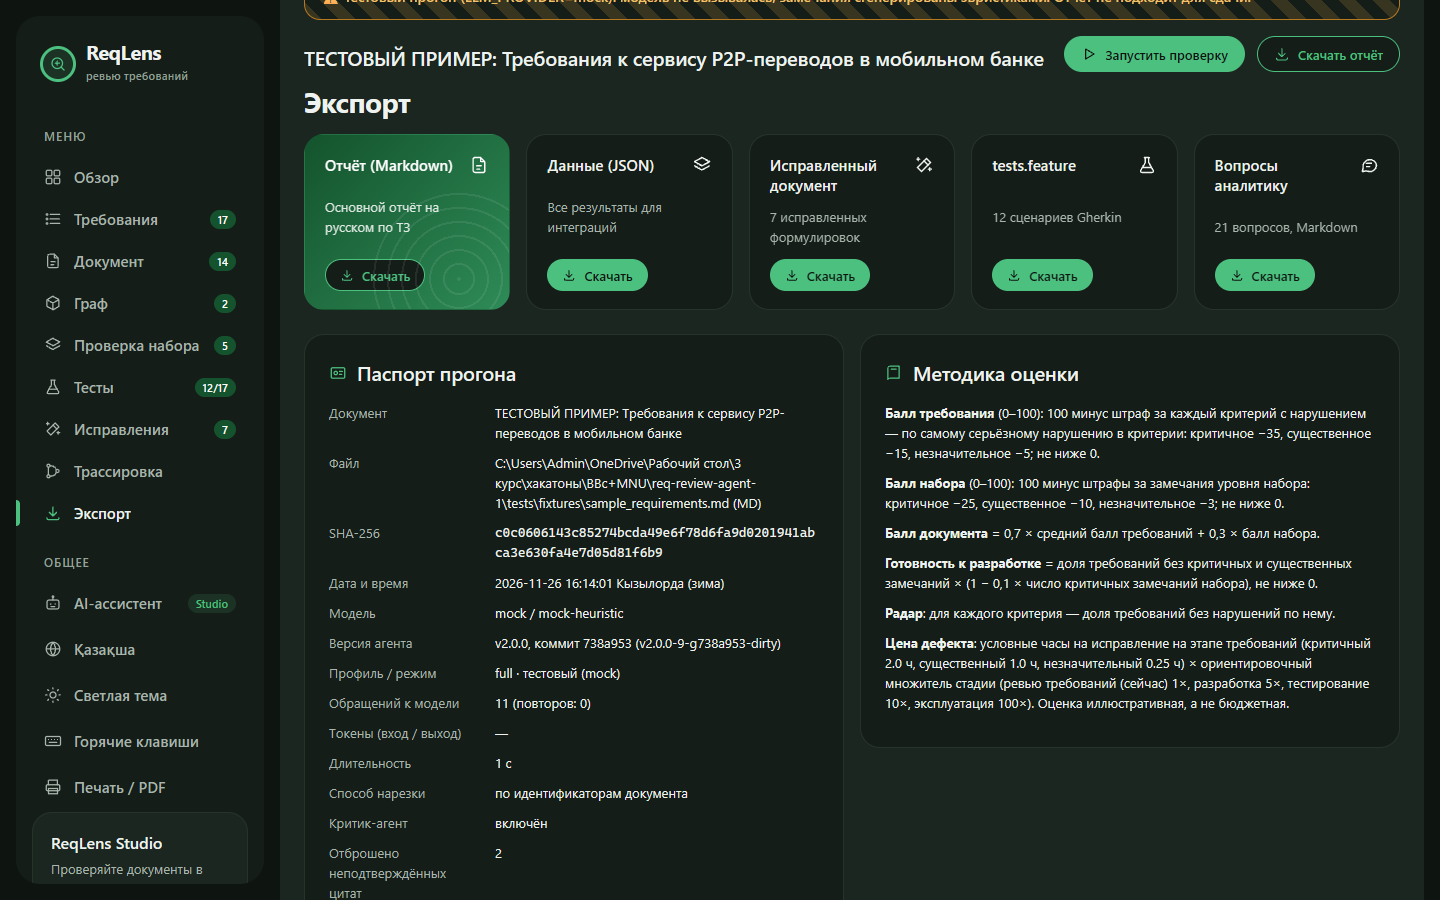 тестовый прогон (LLM_PROVIDER=mock): модель не вызывалась, замечания сгенерированы эвристиками. Отчёт не подходит для сдачи.
ReqLens
ревью требований
МЕНЮ
Обзор
Требования 17
Документ 14
Граф 2
Проверка набора 5
Тесты 12/17
Исправления 7
Трассировка
Экспорт
ОБЩЕЕ
AI-ассистент Studio
Қазақша
Светлая тема
Горячие клавиши
Печать / PDF
ReqLens Studio
Проверяйте документы в
ТЕСТОВЫЙ ПРИМЕР: Требования к сервису P2P-переводов в мобильном банке
Запустить проверку
Скачать отчёт
Экспорт
Отчёт (Markdown)
Основной отчёт на
русском по ТЗ
Скачать
Данные (JSON)
Все результаты для
интеграций
Скачать
Исправленный
документ
7 исправленных
формулировок
Скачать
tests.feature
12 сценариев Gherkin
Скачать
Вопросы
аналитику
21 вопросов, Markdown
Скачать
Паспорт прогона
Документ ТЕСТОВЫЙ ПРИМЕР: Требования к сервису P2P-
переводов в мобильном банке
Файл C:\Users\Admin\OneDrive\Рабочий стол\3
курс\хакатоны\BBc+MNU\req-review-agent-
1\tests\fixtures\sample_requirements.md (MD)
SHA-256 c0c0606143c85274bcda49e6f78d6fa9d0201941ab
ca3e630fa4e7d05d81f6b9
Дата и время 2026-11-26 16:14:01 Кызылорда (зима)
Модель mock / mock-heuristic
Версия агента v2.0.0, коммит 738a953 (v2.0.0-9-g738a953-dirty)
Профиль / режим full · тестовый (mock)
Обращений к модели 11 (повторов: 0)
Токены (вход / выход) —
Длительность 1 с
Способ нарезки по идентификаторам документа
Критик-агент включён
Отброшено 2
неподтверждённых
цитат
Методика оценки
Балл требования (0–100): 100 минус штраф за каждый критерий с нарушением
— по самому серьёзному нарушению в критерии: критичное −35, существенное
−15, незначительное −5; не ниже 0.
Балл набора (0–100): 100 минус штрафы за замечания уровня набора:
критичное −25, существенное −10, незначительное −3; не ниже 0.
Балл документа = 0,7 × средний балл требований + 0,3 × балл набора.
Готовность к разработке = доля требований без критичных и существенных
замечаний × (1 − 0,1 × число критичных замечаний набора), не ниже 0.
Радар: для каждого критерия — доля требований без нарушений по нему.
Цена дефекта: условные часы на исправление на этапе требований (критичный
2.0 ч, существенный 1.0 ч, незначительный 0.25 ч) × ориентировочный
множитель стадии (ревью требований (сейчас) 1×, разработка 5×, тестирование
10×, эксплуатация 100×). Оценка иллюстративная, а не бюджетная.